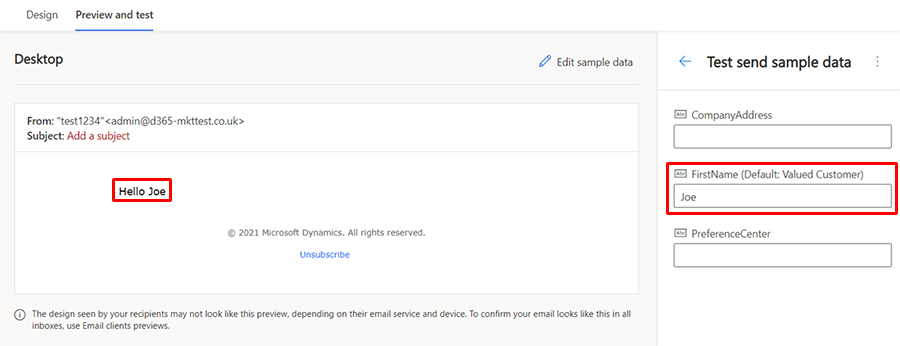 Design Preview and test
Desktop
Edit sample data
From: "test1234"<admin@d365-mkttest.co.uk>
Subject: Add a subject
Hello Joe
© 2021 Microsoft Dynamics. All rights reserved.
Unsubscribe
The design seen by your recipients may not look like this preview, depending on their email service and device. To confirm your email looks like this in all
inboxes, use Email clients previews.
Test send sample data
Abc CompanyAddress
Abc FirstName (Default: Valued Customer)
Joe
Abc PreferenceCenter